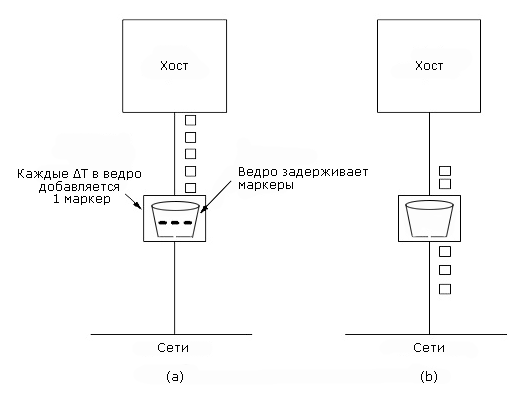 Хост
Хост
Каждые ΔT в ведро
добавляется
1 маркер
Ведро задерживает
маркеры
Сети
Сети
(a)
(b)